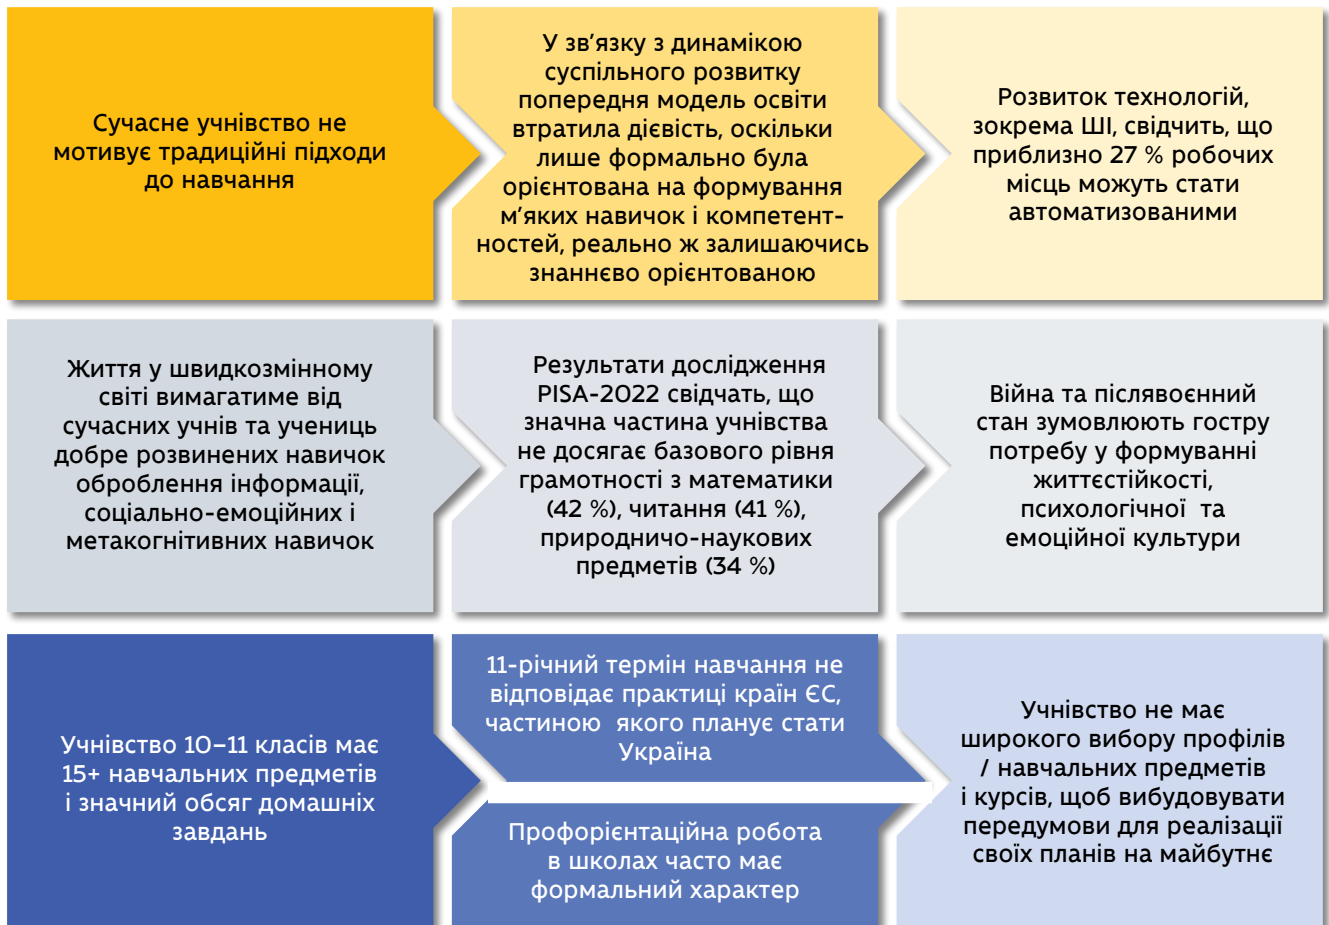 Сучасне учнівство не
мотивує традиційні підходи
до навчання
У зв’язку з динамікою
суспільного розвитку
попередня модель освіти
втратила дієвість, оскільки
лише формально була
орієнтована на формування
м’яких навичок і компетент-
ностей, реально ж залишаючись
знаннєво орієнтованою
Розвиток технологій,
зокрема ШІ, свідчить, що
приблизно 27 % робочих
місць можуть стати
автоматизованими
Життя у швидкозмінному
світі вимагатиме від
сучасних учнів та учениць
добре розвинених навичок
оброблення інформації,
соціально-емоційних і
метакогнітивних навичок
Результати дослідження
PISA-2022 свідчать, що
значна частина учнівства
не досягає базового рівня
грамотності з математики
(42 %), читання (41 %),
природничо-наукових
предметів (34 %)
Війна та післявоєнний
стан зумовлюють гостру
потребу у формуванні
життєстійкості,
психологічної та
емоційної культури
Учнівство 10–11 класів має
15+ навчальних предметів
і значний обсяг домашніх
завдань
11-річний термін навчання не
відповідає практиці країн ЄС,
частиною якого планує стати
Україна
Профорієнтаційна робота
в школах часто має
формальний характер
Учнівство не має
широкого вибору профілів
/ навчальних предметів
і курсів, щоб вибудовувати
передумови для реалізації
своїх планів на майбутнє